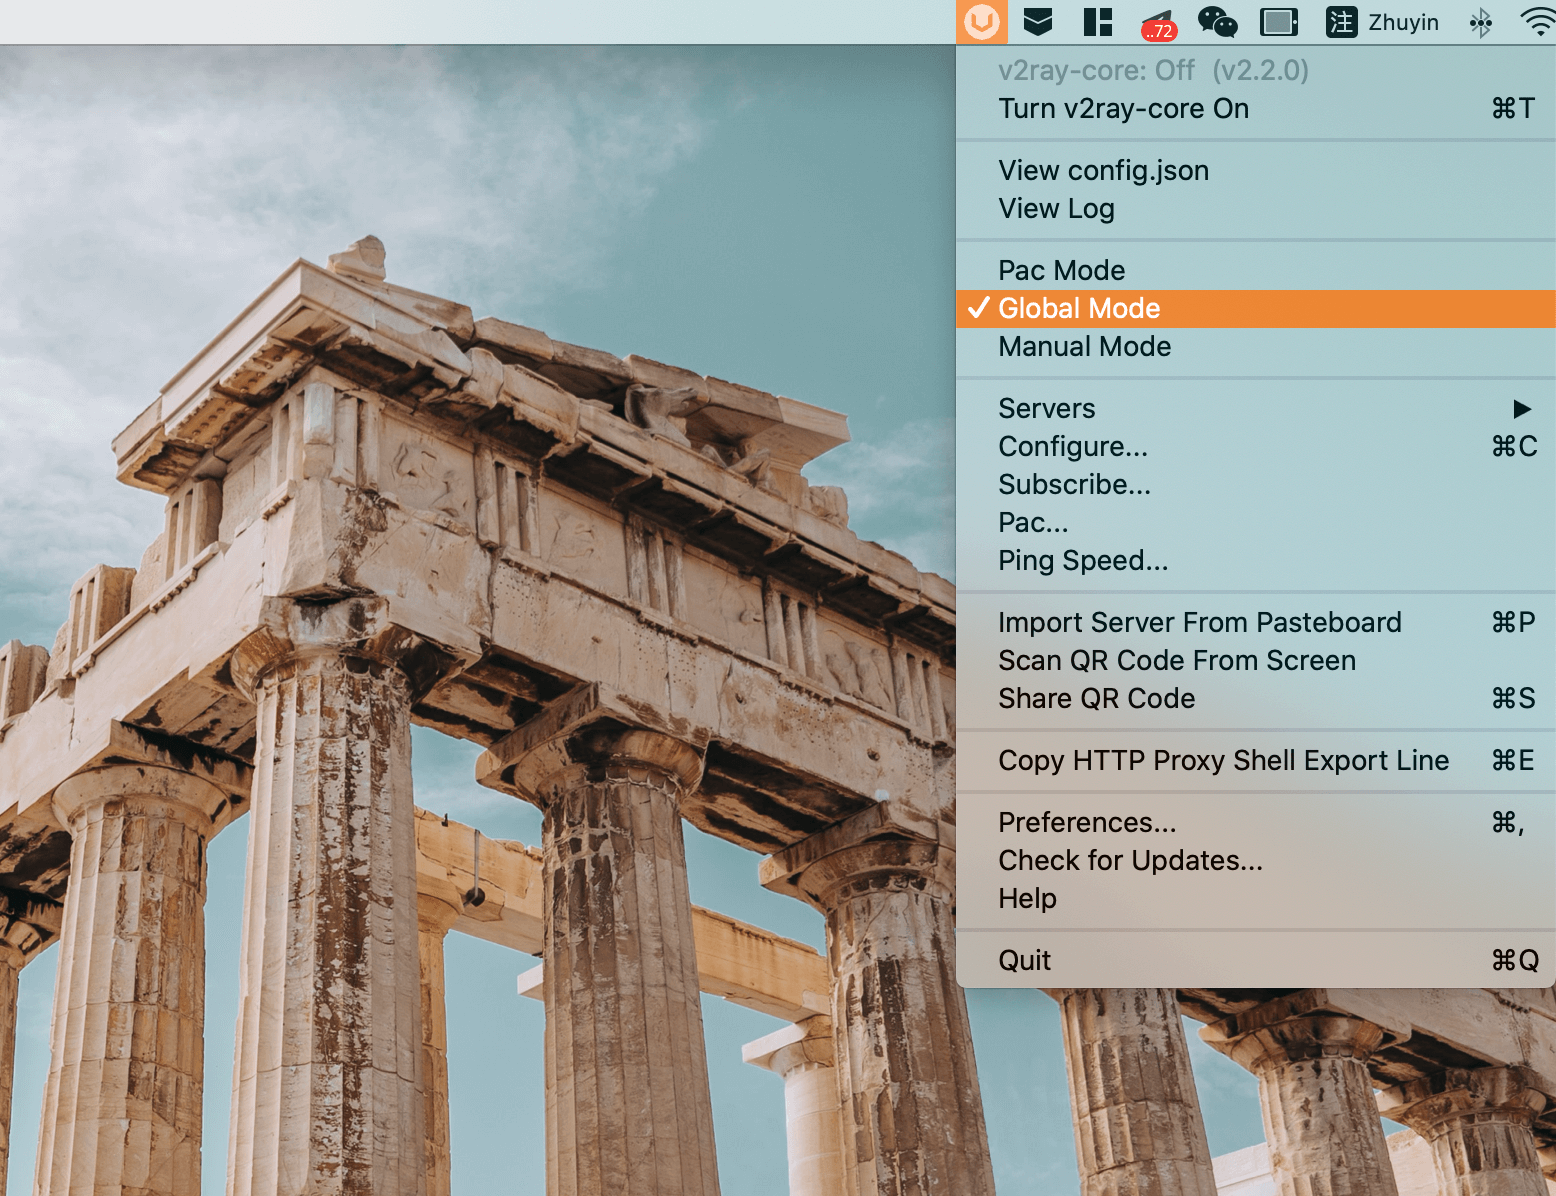 ..72
注 Zhuyin
v2ray-core: Off (v2.2.0)
Turn v2ray-core On ⌘T
View config.json
View Log
Pac Mode
✓ Global Mode
Manual Mode
Servers ▶
Configure... ⌘C
Subscribe...
Pac...
Ping Speed...
Import Server From Pasteboard ⌘P
Scan QR Code From Screen
Share QR Code ⌘S
Copy HTTP Proxy Shell Export Line ⌘E
Preferences... ⌘,
Check for Updates...
Help
Quit ⌘Q